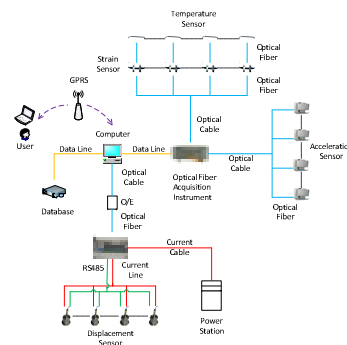 Temperature
Sensor
Strain
Sensor
Optical
Fiber
Optical
Fiber
GPRS
Optical
Cable
Computer
User
Data Line
Data Line
Optical
Cable
Acceleratic
Sensor
Optical
Cable
Optical Fiber
Acquisition
Instrument
Database
O/E
Optical
Fiber
Optical
Fiber
Current
Cable
RS485
Current
Line
Power
Station
Displacement
Sensor